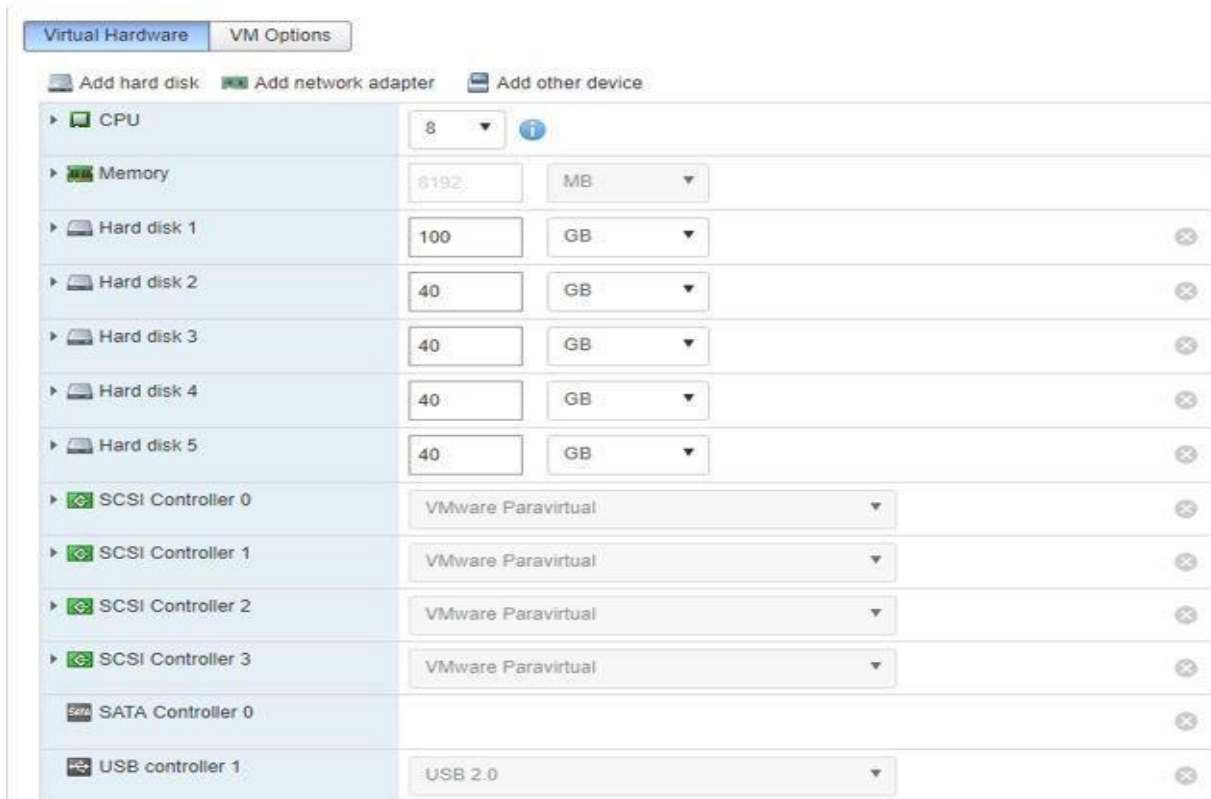 Virtual Hardware VM Options
Add hard disk Add network adapter Add other device
CPU 8
Memory 8192 MB
Hard disk 1 100 GB
Hard disk 2 40 GB
Hard disk 3 40 GB
Hard disk 4 40 GB
Hard disk 5 40 GB
SCSI Controller 0 VMware Paravirtual
SCSI Controller 1 VMware Paravirtual
SCSI Controller 2 VMware Paravirtual
SCSI Controller 3 VMware Paravirtual
SATA SATA Controller 0
USB controller 1 USB 2.0